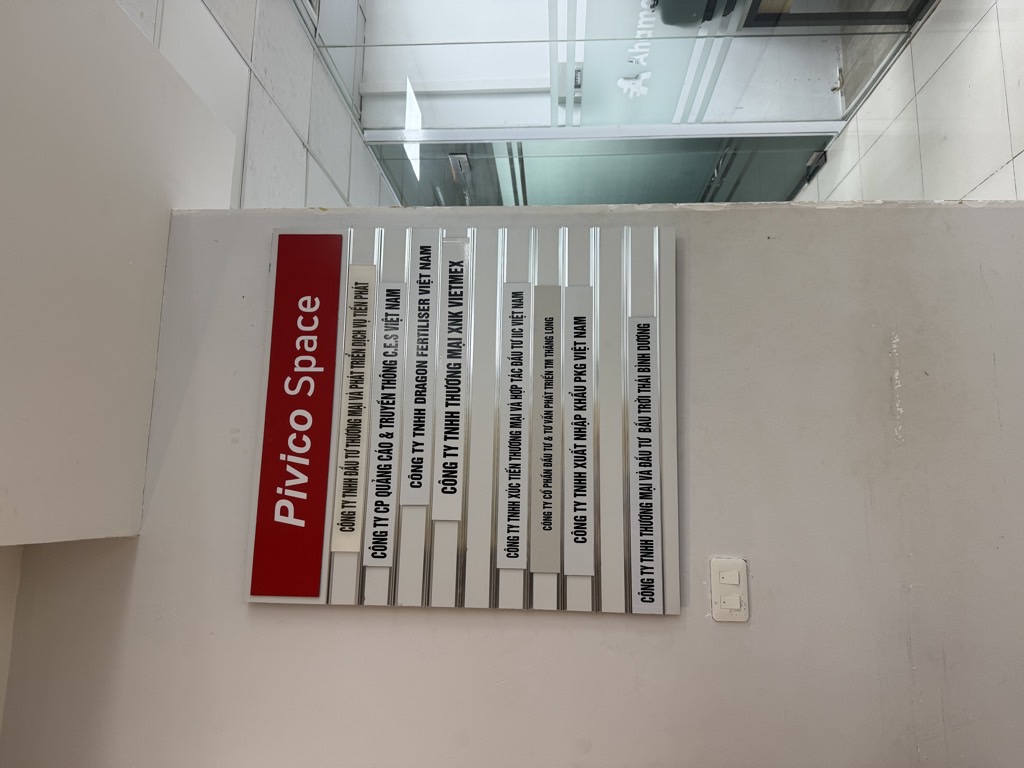 Pivico Space
CÔNG TY TNHH ĐẦU TƯ THƯƠNG MẠI VÀ PHÁT TRIỂN DỊCH VỤ TIẾN PHÁT
CÔNG TY CP QUẢNG CÁO & TRUYỀN THÔNG C.E.S VIỆT NAM
CÔNG TY TNHH DRAGON FERTILISER VIỆT NAM
CÔNG TY TNHH THƯƠNG MẠI XNK VIETMEX
CÔNG TY TNHH XÚC TIẾN THƯƠNG MẠI VÀ HỢP TÁC ĐẦU TƯ IDC VIỆT NAM
CÔNG TY CỔ PHẦN ĐẦU TƯ & TƯ VẤN PHÁT TRIỂN TIN THĂNG LONG
CÔNG TY TNHH XUẤT NHẬP KHẨU PKG VIỆT NAM
CÔNG TY TNHH THƯƠNG MẠI VÀ ĐẦU TƯ BẦU TRỜI THÁI BÌNH DƯƠNG